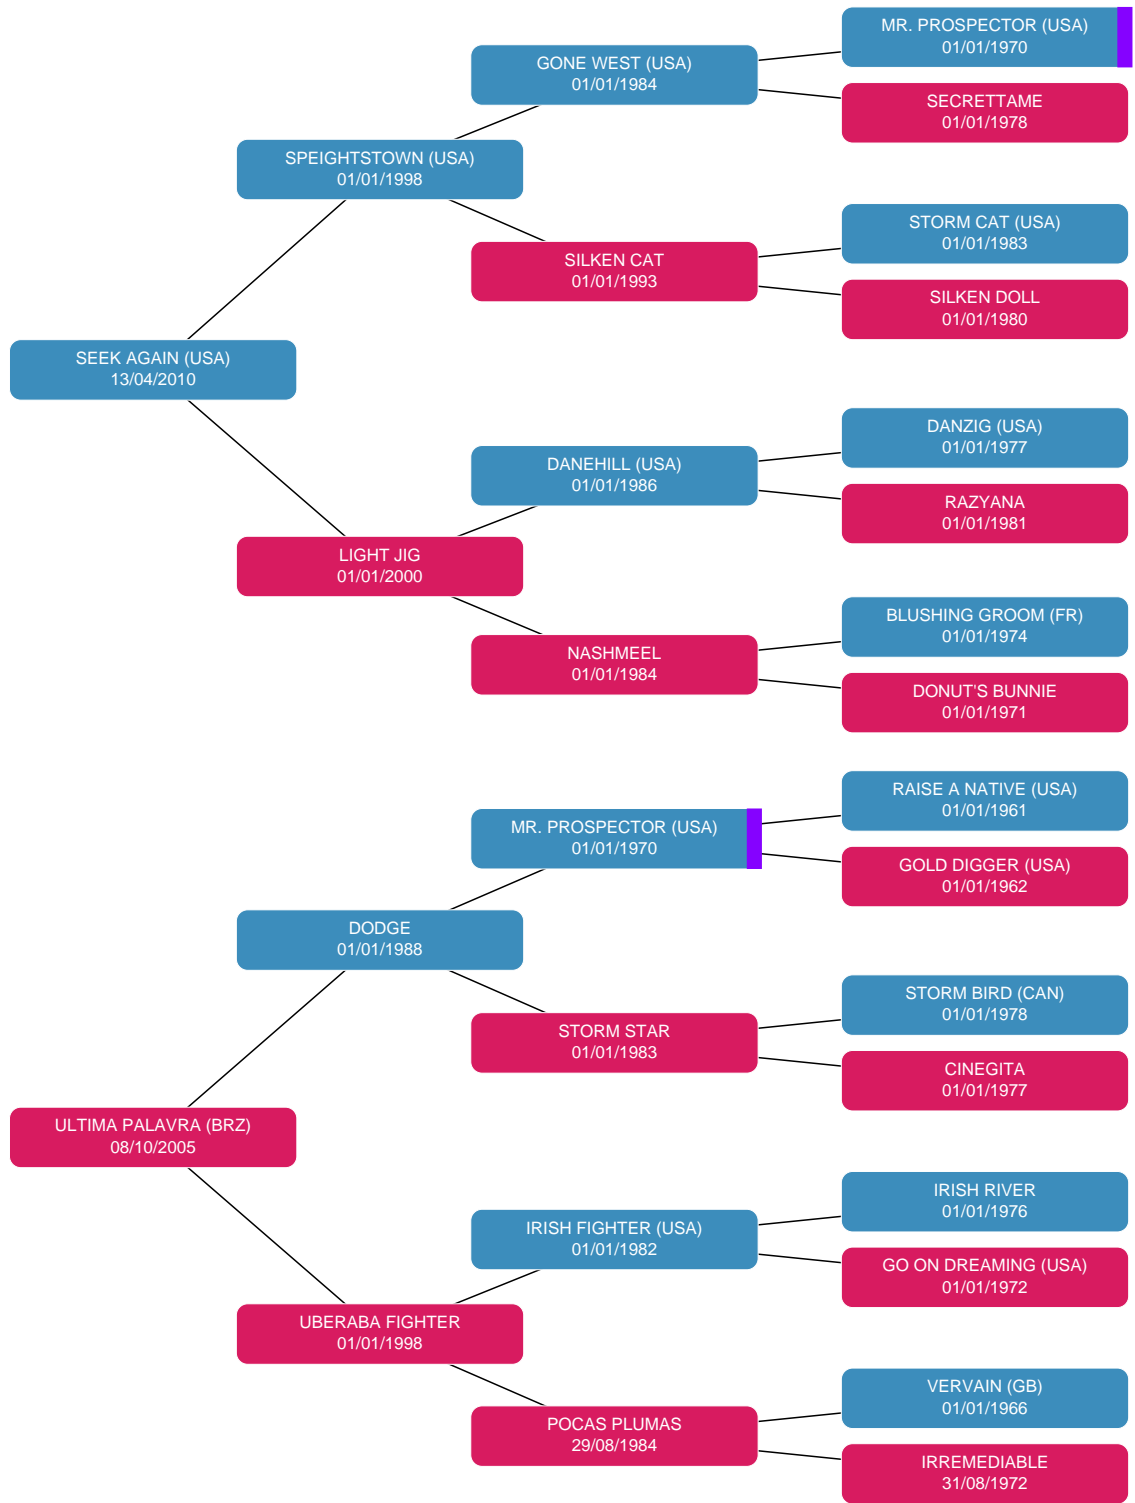 MR. PROSPECTOR (USA)
01/01/1970
GONE WEST (USA)
01/01/1984
SECRETTAME
01/01/1978
SPEIGHTSTOWN (USA)
01/01/1998
STORM CAT (USA)
01/01/1983
SILKEN CAT
01/01/1993
SILKEN DOLL
01/01/1980
SEEK AGAIN (USA)
13/04/2010
DANZIG (USA)
01/01/1977
DANEHILL (USA)
01/01/1986
RAZYANA
01/01/1981
LIGHT JIG
01/01/2000
BLUSHING GROOM (FR)
01/01/1974
NASHMEEL
01/01/1984
DONUT'S BUNNIE
01/01/1971
RAISE A NATIVE (USA)
01/01/1961
MR. PROSPECTOR (USA)
01/01/1970
GOLD DIGGER (USA)
01/01/1962
DODGE
01/01/1988
STORM BIRD (CAN)
01/01/1978
STORM STAR
01/01/1983
CINEGITA
01/01/1977
ULTIMA PALAVRA (BRZ)
08/10/2005
IRISH RIVER
01/01/1976
IRISH FIGHTER (USA)
01/01/1982
GO ON DREAMING (USA)
01/01/1972
UBERABA FIGHTER
01/01/1998
VERVAIN (GB)
01/01/1966
POCAS PLUMAS
29/08/1984
IRREMEDIABLE
31/08/1972